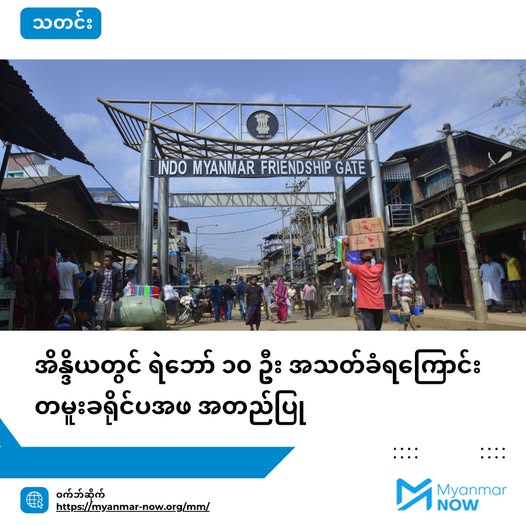 သတင်း
INDO MYANMAR FRIENDSHIP GATE
အိန္ဒိယတွင် ရဲဘော် ၁၀ ဦး အသတ်ခံရကြောင်း
တမူးခရိုင်ပအဖ အတည်ပြု
ဝက်ဘ်ဆိုက်
https://myanmar-now.org/mm/
Myanmar
NOW